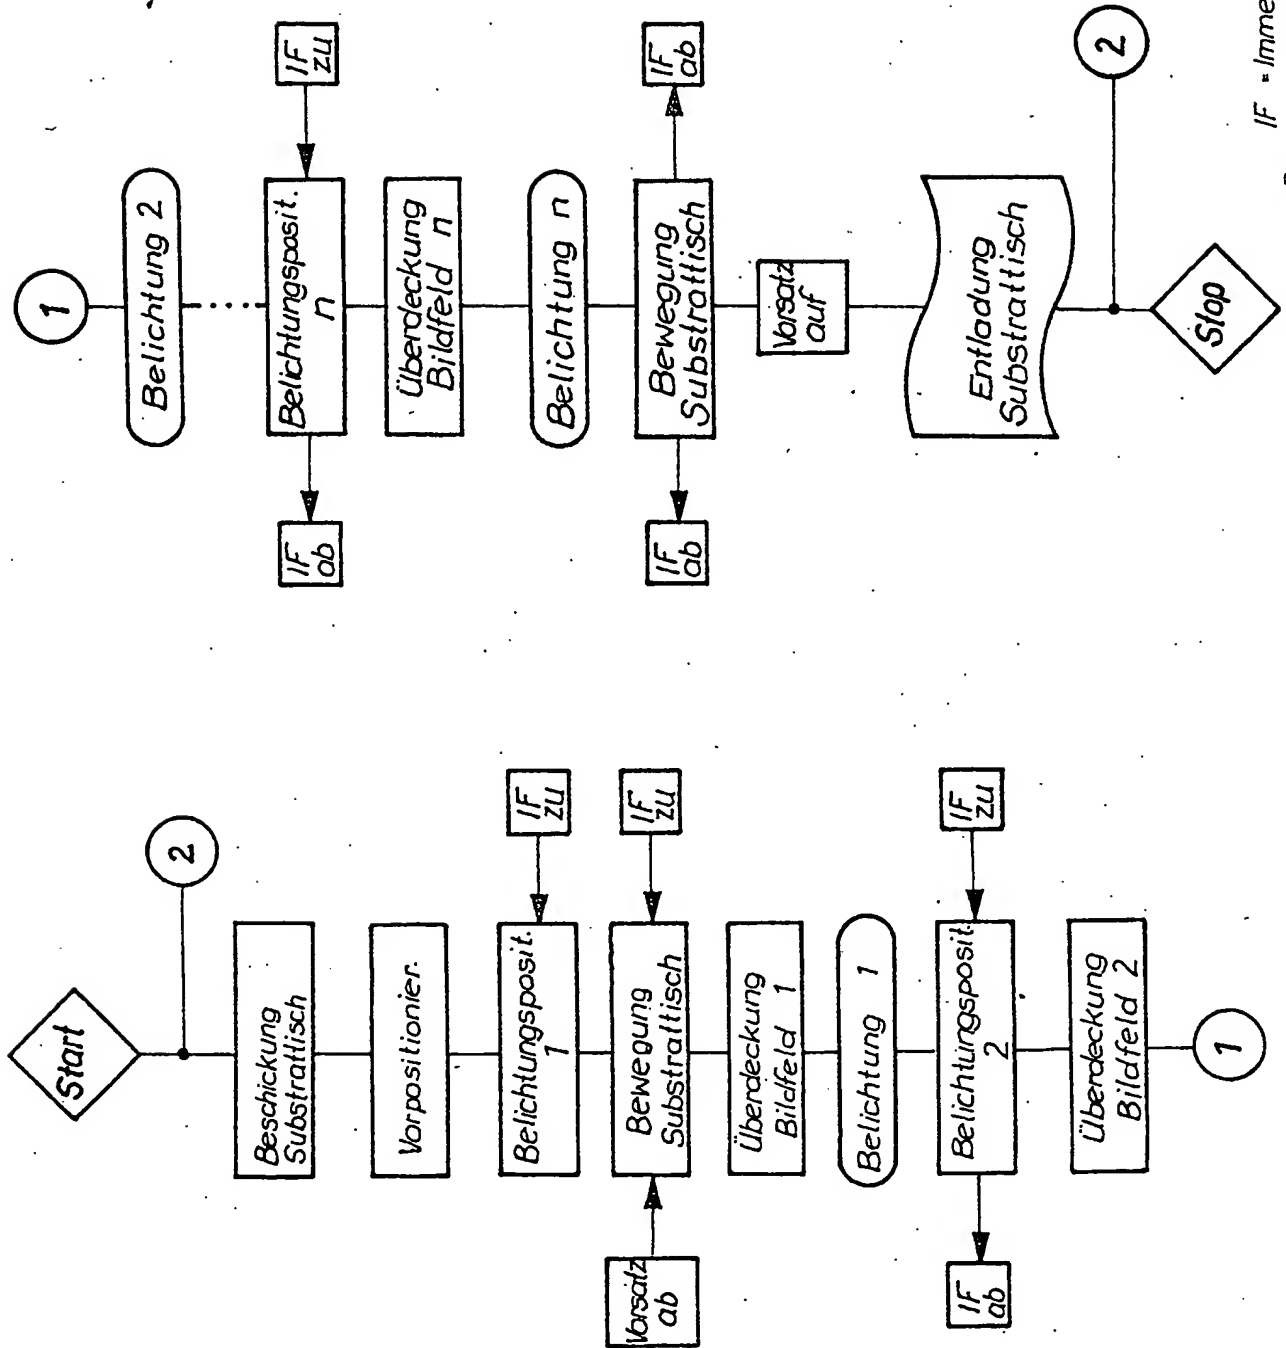 Start
2
Beschickung
Substrattisch
Vorpositionier.
Belichtungsposit.
1
IF
zu
Vorsatz
ab
Bewegung
Substrattisch
IF
zu
Überdeckung
Bildfeld 1
Belichtung 1
IF
ab
Belichtungsposit.
2
IF
zu
Überdeckung
Bildfeld 2
1
1
Belichtung 2
IF
ab
Belichtungsposit.
n
IF
zu
Überdeckung
Bildfeld n
Belichtung n
IF
ab
Bewegung
Substrattisch
IF
ab
Vorsatz
auf
Entladung
Substrattisch
2
Stop
IF =